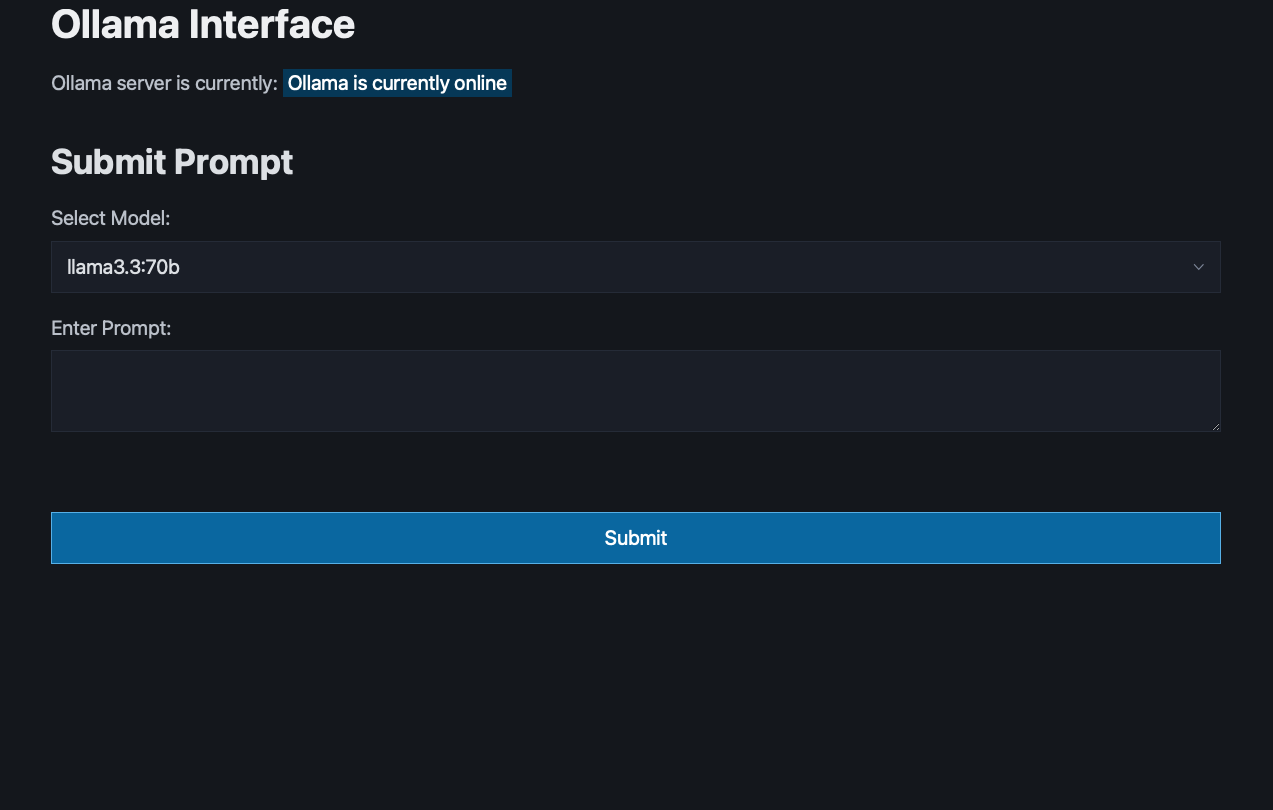 Ollama Interface
Ollama server is currently: Ollama is currently online
Submit Prompt
Select Model:
llama3.3:70b
Enter Prompt:
Submit